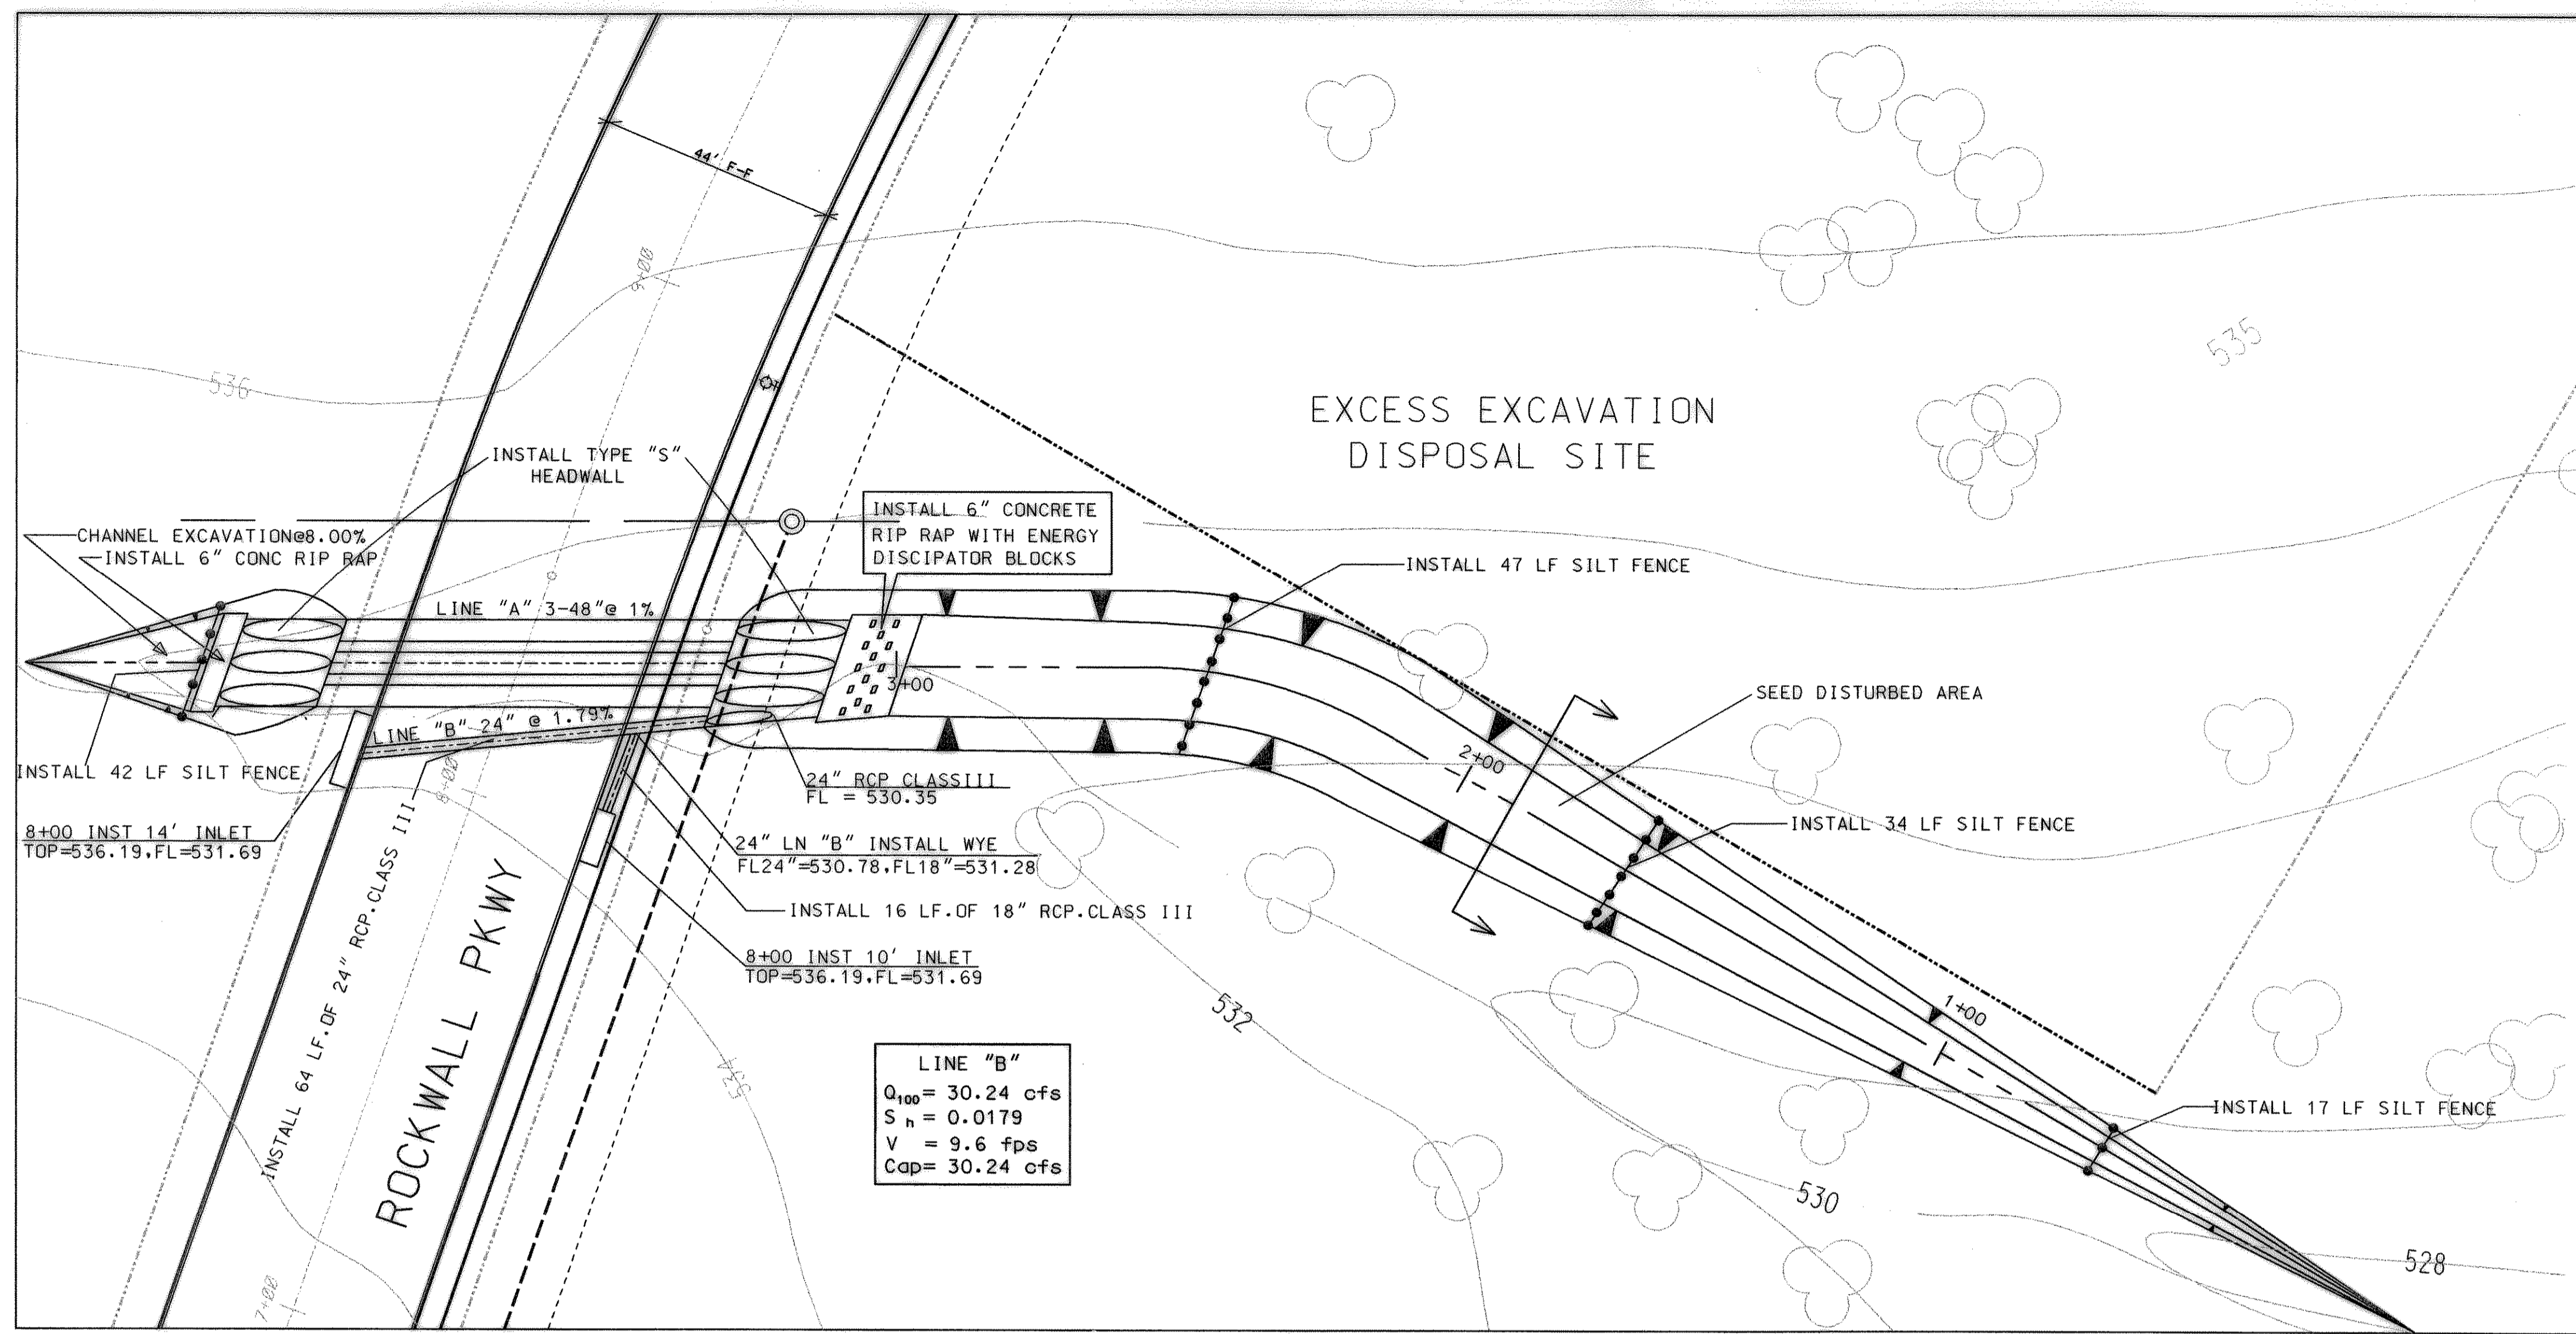 44' F-F
9+00
536
535
EXCESS EXCAVATION
DISPOSAL SITE
INSTALL TYPE "S"
HEADWALL
INSTALL 6" CONCRETE
RIP RAP WITH ENERGY
DISCIPATOR BLOCKS
CHANNEL EXCAVATION@8.00%
INSTALL 6" CONC RIP RAP
INSTALL 47 LF SILT FENCE
LINE "A" 3-48"@ 1%
3+00
SEED DISTURBED AREA
LINE "B" 24" @ 1.79%
2+00
INSTALL 42 LF SILT FENCE
24" RCP CLASSIII
FL = 530.35
8+00
8+00 INST 14' INLET
TOP=536.19,FL=531.69
INSTALL 34 LF SILT FENCE
24" LN "B" INSTALL WYE
FL24"=530.78,FL18"=531.28
INSTALL 16 LF.OF 18" RCP.CLASS III
8+00 INST 10' INLET
TOP=536.19,FL=531.69
INSTALL 64 LF.OF 24" RCP.CLASS III
ROCKWALL PKWY
532
1+00
534
LINE "B"
Q100= 30.24 cfs
S h = 0.0179
V = 9.6 fps
Cap= 30.24 cfs
INSTALL 17 LF SILT FENCE
530
528
7+00